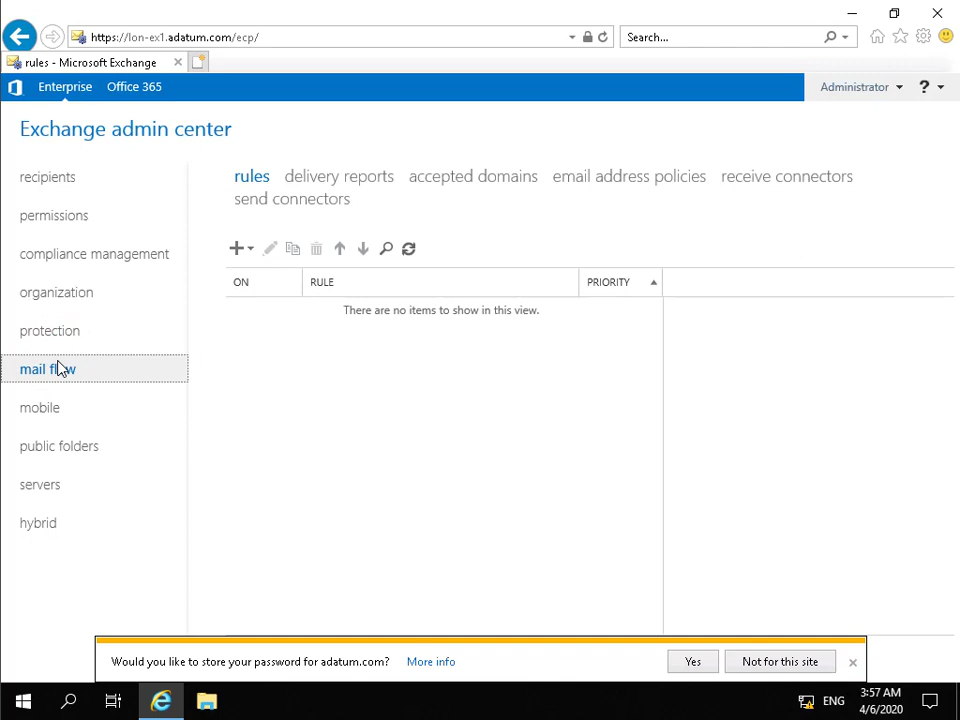 https://lon-ex1.adatum.com/ecp/
Search...
rules - Microsoft Exchange
Enterprise
Office 365
Administrator
?
Exchange admin center
recipients
permissions
compliance management
organization
protection
mail flow
mobile
public folders
servers
hybrid
rules delivery reports accepted domains email address policies receive connectors
send connectors
ON RULE PRIORITY
There are no items to show in this view.
Would you like to store your password for adatum.com? More info Yes Not for this site
ENG
3:57 AM
4/6/2020